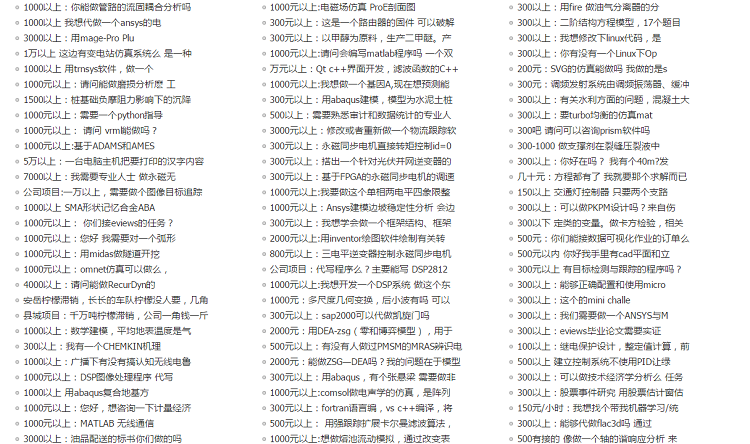 1000以上：你能做管路的流固耦合分析吗
1000以上 我想代做一个ansys的电
3000以上：用mage-Pro Plu
1万以上 这边有变电站仿真系统么 是一种
1000以上 用trnsys软件，做一个
1000元以上：请问能做磨损分析麽 工
1500以上：桩基础负摩阻力影响下的沉降
1000元以上：需要一个python指导
1000元以上： 请问 vrml能做吗？
1000以上：基于ADAMS和AMES
5万以上：一台电脑主机把要打印的汉字内容
7000以上：我需要专业人士 做永磁无
公司项目:一万以上，需要做个图像目标追踪
1000以上 SMA形状记忆合金ABA
1000元以上： 你们接eviews的任务？
1000元以上：您好 我需对一个弧形
1000以上：用midas做隧道开挖
1000元以上：omnet仿真可以做么，
4000以上：请问能做RecurDyn的
安岳柠檬滞销，长长的车队柠檬没人要，几角
县城项目：千万吨柠檬滞销，公司一角钱一斤
1000以上：数学建模，平均地表温度是气
300以上：我有一个CHEMKIN机理
1000以上：广播下有没有搞认知无线电鲁
1000元以上：DSP图像处理程序 代写
1000以上 用abaqus复合地基方
1000元以上：您好，想咨询一下计量经济
1000元以上：MATLAB 无线通信
1000以上：油品配送的标书你们做的吗
1000元以上:电磁场仿真 ProE剖面图
300元以上：这是一个路由器的固件 可以破解
300元以上：以甲醇为原料，生产二甲醚。产
1000元以上:请问会编写matlab程序吗 一个双
万元以上：Qt c++界面开发，滤波函数的C++
1000元以上:我想做一个基因A,现在想预测能
300元以上：用abaqus建模，模型为水泥土桩
500以上：需要熟悉审计和数据统计的专业人
3000元以上：修改或者重新做一个物流跟踪软
300元以上：永磁同步电机直接转矩控制id=0
300元以上：搭出一个针对光伏并网逆变器的
300元以上：基于FPGA的永磁同步电机的调速
1000元以上:我要做这个单相两电平四象限整
1000元以上：Ansys建模边坡稳定性分析 会边
300元以上：我想学会做一个框架结构、框架
2000元以上:用inventor绘图软件绘制有关转
800元以上：三电平逆变器控制永磁同步电机
公司项目：代写程序么？主要能写 DSP2812
1000元以上:我想开发一个DSP系统 做这个东
1000元：多尺度几何变换，后小波有吗 可以
300元以上：sap2000可以代做凯旋门吗
2000元：用DEA-zsg（零和博弈模型），用于
500元以上：有没有人做过PMSM的MRAS辨识电
2000元：能做ZSG—DEA吗？我的问题在于模型
300元以上：用abaqus，有个张悬梁 需要做非
1000元以上:comsol做电声学的仿真，是阵列
300元以上：fortran语言编，vs c++编译，将
500元以上： 用强跟踪扩展卡尔曼滤波算法，
1000元以上:想做熔池流动模拟，通过改变表
300以上：用fire 做油气分离器的分
300以上：二阶结构方程模型，17个题目
300以上：我想修改下linux代码，是
300以上：你有没有一个Linux下Op
200元：SVG的仿真能做吗 我做的是s
300元：调频发射系统由调频振荡器、缓冲
300以上：有关水利方面的问题，混凝土大
300以上：要turbo均衡的仿真mat
300吧 请问可以咨询prism软件吗
300-1000 做支撑剂在裂缝压裂液中
300以上：你好在吗？ 我有个40m?发
几十元：方程都有了 我就要那个求解而已
150以上 交通灯控制器 只要两个支路
300以上：可以做PKPM设计吗？来自伤
300以下 定类的变量。做卡方检验，相关
500元：你们能接数据可视化作业的订单么
500元以内 你好我手里有cad平面和立
300元以上 有目标检测与跟踪的程序吗？
300以上：能够正确配置和使用micro
300以上：这个的mini challe
300以上：我们需要做一个ANSYS与M
300以上：eviews毕业论文需要实证
100以上：继电保护设计，整定值计算，前
500以上 建立控制系统不使用PID让绿
300以上：可以做技术经济学分析么 任务
300以上：股票事件研究 用股票估计窗估
150元/小时：我想找个带我机器学习/统
300以上：能够代做flac3d吗 通过
500有接的 像做一个轴的谐响应分析 来